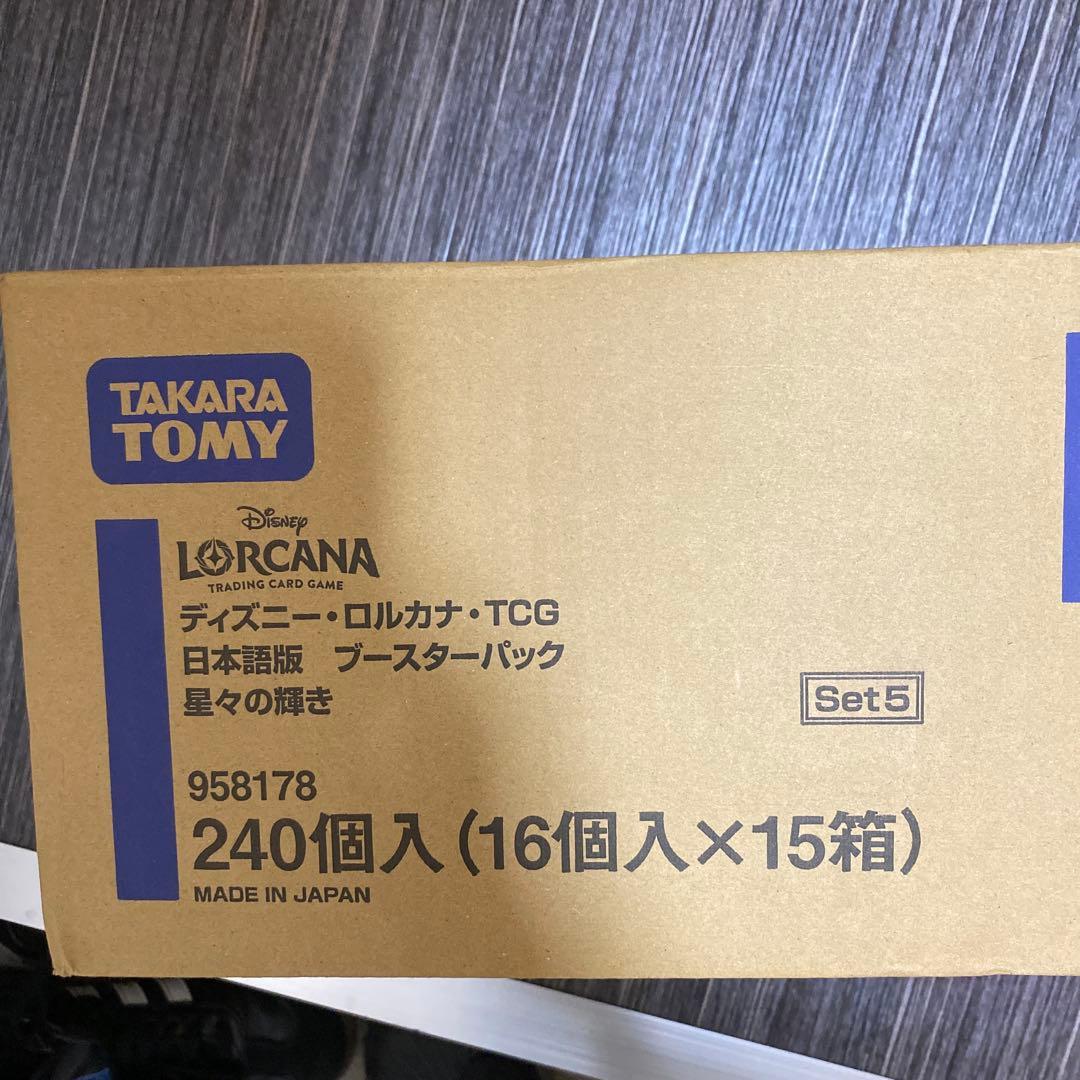 TAKARA
TOMY
Disney
LORCANA
TRADING CARD GAME
ディズニー・ロルカナ・TCG
日本語版　ブースターパック
星々の輝き
Set5
958178
240個入(16個入×15箱)
MADE IN JAPAN